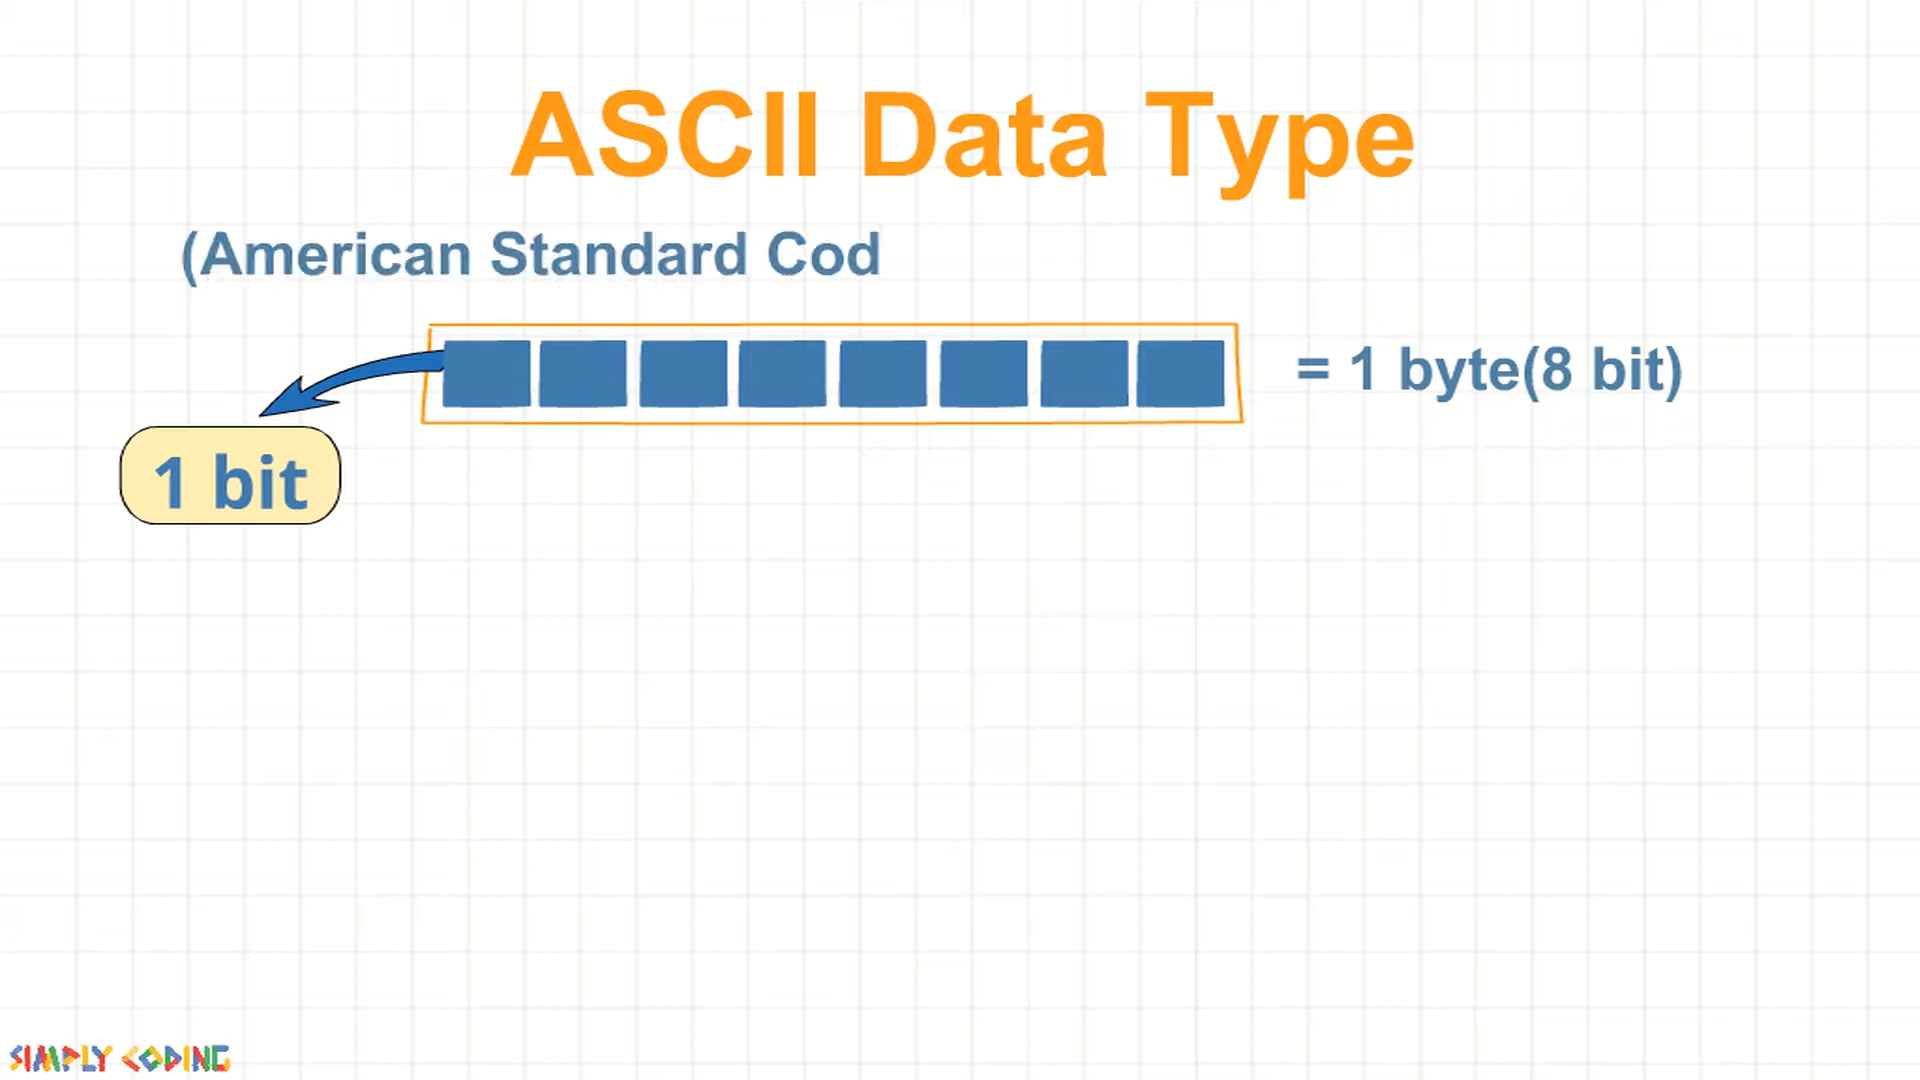 ASCII Data Type
(American Standard Cod
= 1 byte(8 bit)
1 bit
SIMPLY CODING